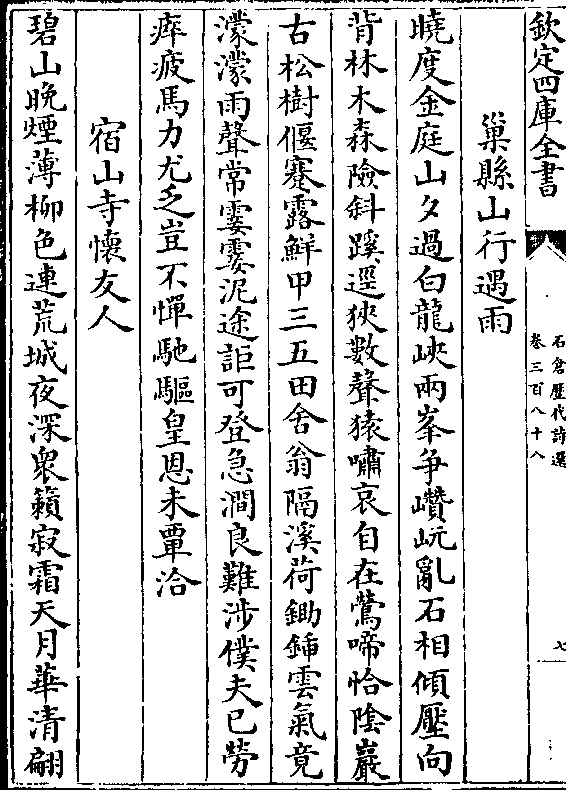 欽定四庫全書
石倉歷代詩選
卷三百八十八
七
巢縣山行遇雨
曉度金庭山夕過白龍峽兩峯爭巑岏亂石相傾壓向
背林木森險斜蹊逕狹數聲猿嘯哀自在鶯啼恰陰巖
古松樹偃蹇露鮮甲三五田舍翁隔溪荷鋤鍤雲氣竟
濛濛雨聲常霎霎泥途詎可登急澗良難涉僕夫已勞
瘁疲馬力尤乏豈不憚馳驅皇恩未覃洽
宿山寺懷友人
碧山晩煙薄柳色連荒城夜深衆籟寂霜天月華清翩